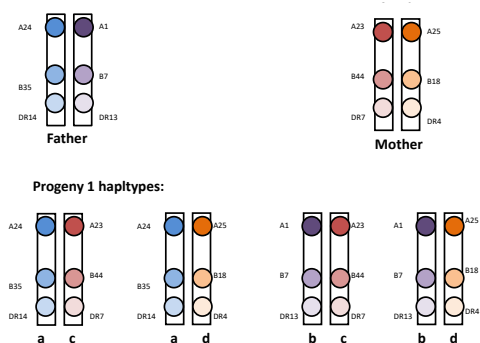 A24 A1 A23 A25
B35 B7 B44 B18
DR14 DR13 DR7 DR4
Father Mother
Progeny 1 hapltypes:
A24 A23 A24 A25 A1 A23 A1 A25
B35 B44 B35 B18 B7 B44 B7 B18
DR14 DR7 DR14 DR4 DR13 DR7 DR13 DR4
a c a d b c b d